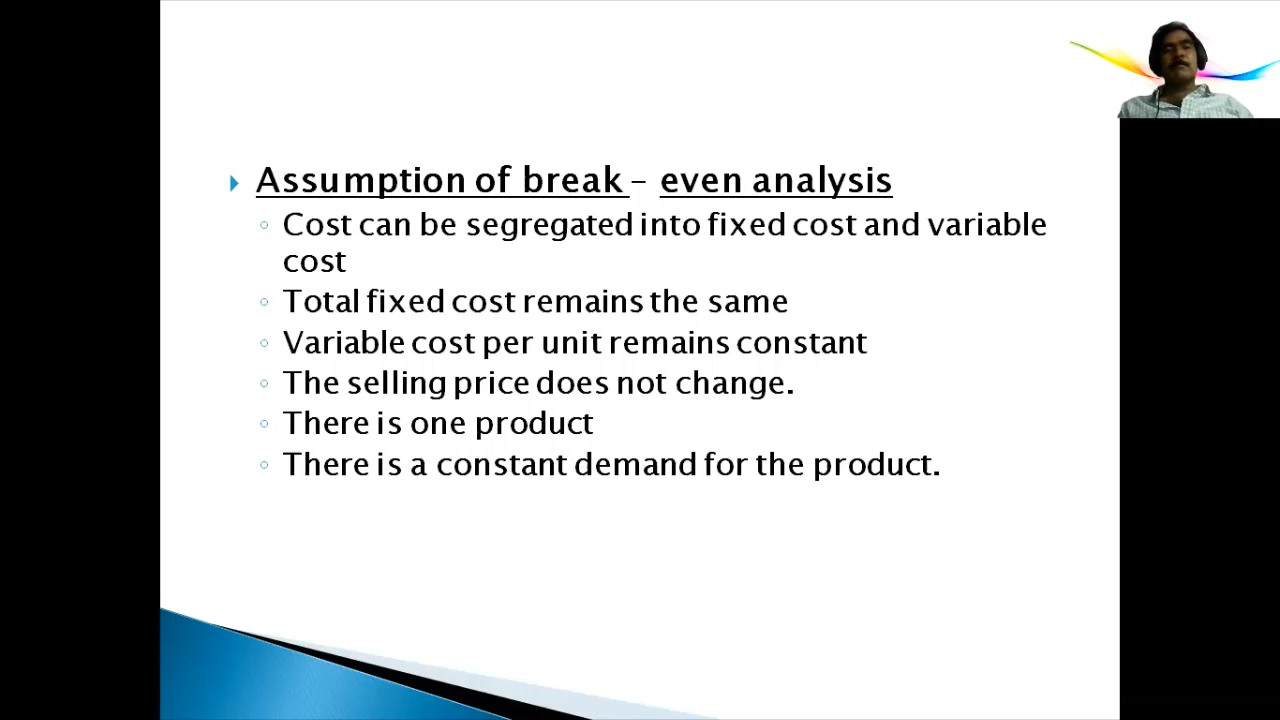 Assumption of break – even analysis
Cost can be segregated into fixed cost and variable
cost
Total fixed cost remains the same
Variable cost per unit remains constant
The selling price does not change.
There is one product
There is a constant demand for the product.